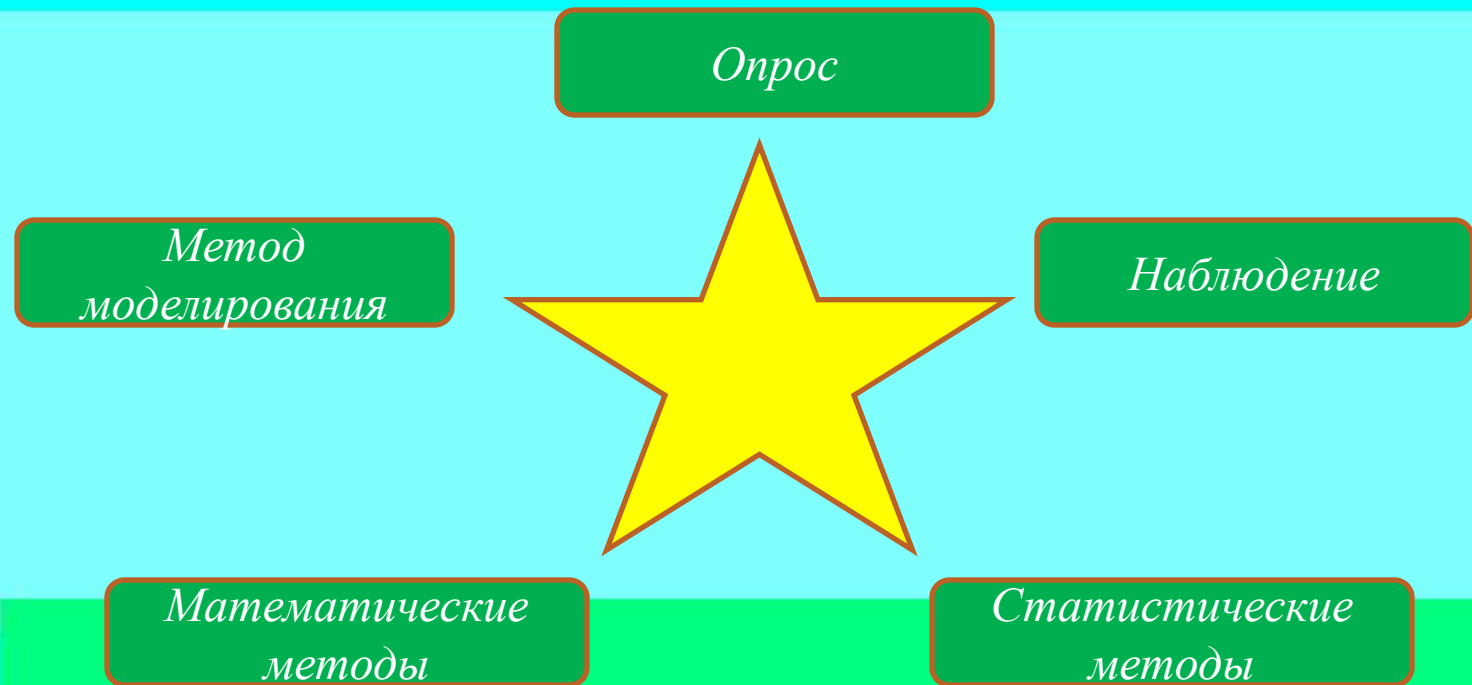 Опрос
Метод
моделирования
Наблюдение
Математические
методы
Статистические
методы